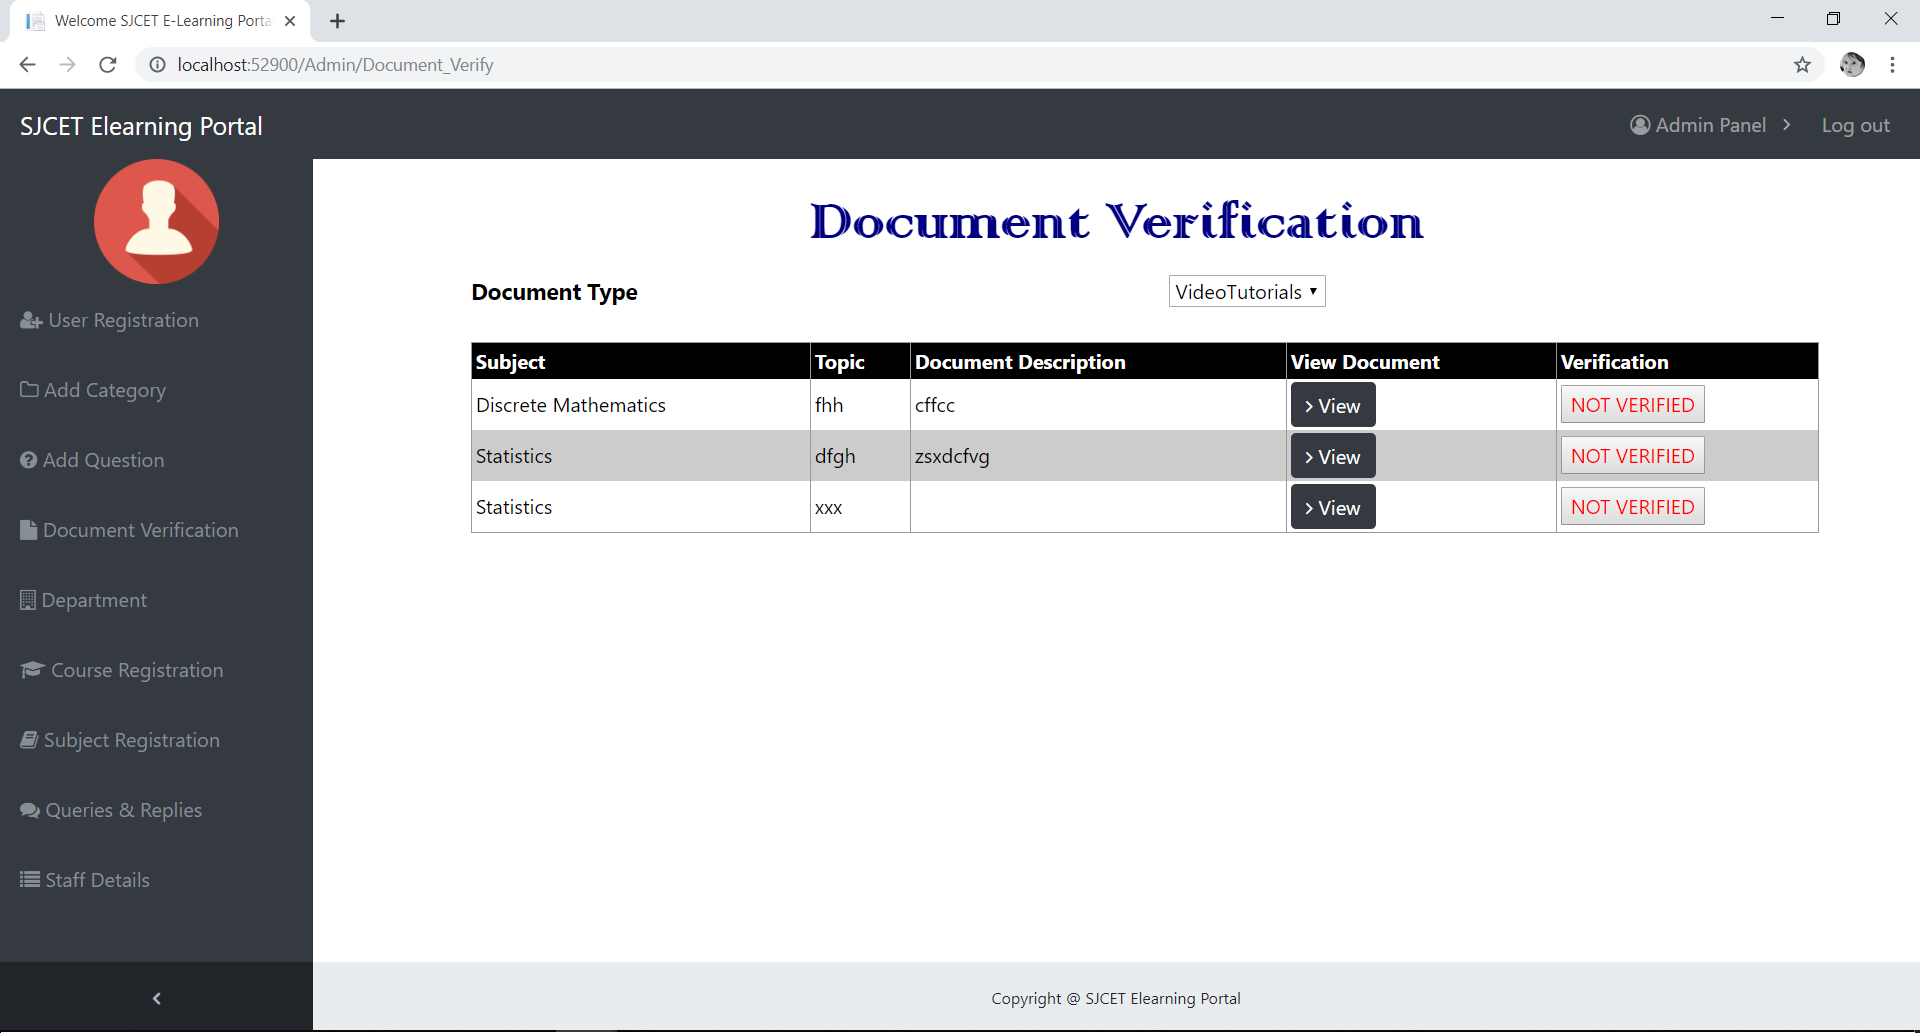 Welcome SJCET E-Learning Porta
localhost:52900/Admin/Document_Verify
SJCET Elearning Portal
Admin Panel
Log out
User Registration
Add Category
Add Question
Document Verification
Department
Course Registration
Subject Registration
Queries & Replies
Staff Details
Document Verification
Document Type VideoTutorials
Subject Topic Document Description View Document Verification
Discrete Mathematics fhh cffcc View NOT VERIFIED
Statistics dfgh zsxdcfvg View NOT VERIFIED
Statistics xxx View NOT VERIFIED
Copyright @ SJCET Elearning Portal